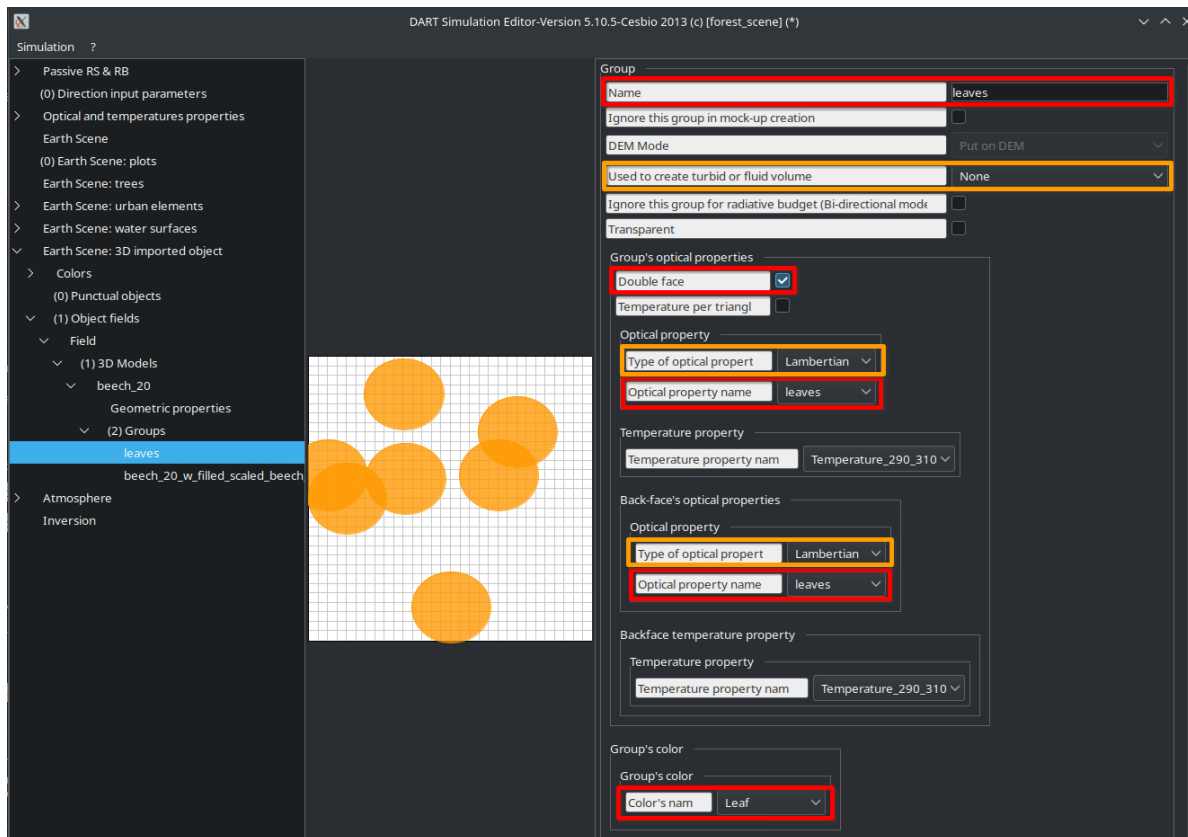 DART Simulation Editor-Version 5.10.5-Cesbio 2013 (c) [forest_scene] (*)
Simulation ?
Passive RS & RB
(0) Direction input parameters
Optical and temperatures properties
Earth Scene
(0) Earth Scene: plots
Earth Scene: trees
Earth Scene: urban elements
Earth Scene: water surfaces
Earth Scene: 3D imported object
Colors
(0) Punctual objects
(1) Object fields
Field
(1) 3D Models
beech_20
Geometric properties
(2) Groups
leaves
beech_20_w_filled_scaled_beech
Atmosphere
Inversion
Group
Name leaves
Ignore this group in mock-up creation
DEM Mode Put on DEM
Used to create turbid or fluid volume None
Ignore this group for radiative budget (Bi-directional mode
Transparent
Group's optical properties
Double face
Temperature per triangl
Optical property
Type of optical propert Lambertian
Optical property name leaves
Temperature property
Temperature property nam Temperature_290_310
Back-face's optical properties
Optical property
Type of optical propert Lambertian
Optical property name leaves
Backface temperature property
Temperature property
Temperature property nam Temperature_290_310
Group's color
Group's color
Color's nam Leaf